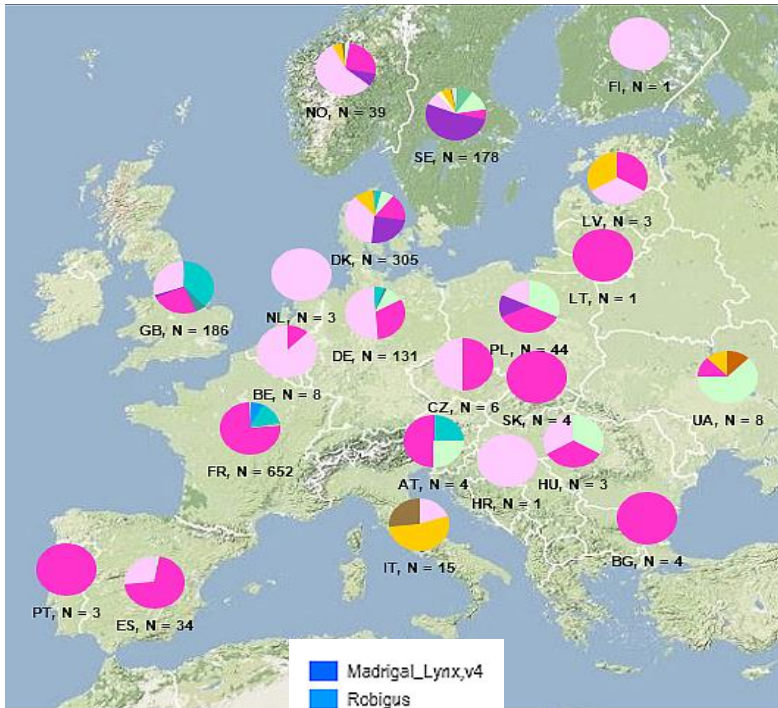 FI, N = 1
NO, N = 39
SE, N = 178
LV, N = 3
DK, N = 305
LT, N = 1
GB, N = 186
NL, N = 3
DE, N = 131
PL, N = 44
BE, N = 8
CZ, N = 6
SK, N = 4
UA, N = 8
FR, N = 652
AT, N = 4
HR, N = 1
HU, N = 3
IT, N = 15
BG, N = 4
PT, N = 3
ES, N = 34
Madrigal_Lynx,v4
Robigus